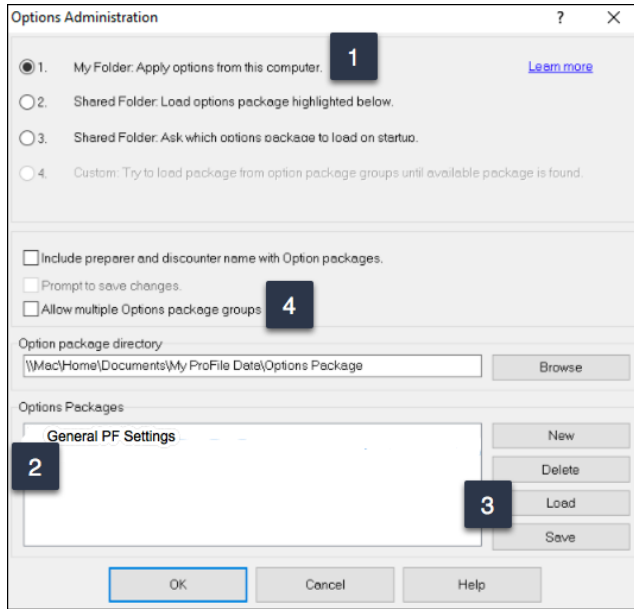 Options Administration ? ×
1. My Folder: Apply options from this computer. 1 Learn more
2. Shared Folder: Load options package highlighted below.
3. Shared Folder: Ask which options package to load on startup.
4. Custom: Try to load package from option package groups until available package is found.
Include preparer and discounter name with Option packages.
Prompt to save changes.
Allow multiple Options package groups 4
Option package directory
\\Mac\Home\Documents\My ProFile Data\Options Package Browse
Options Packages
General PF Settings New
2 Delete
3 Load
Save
OK Cancel Help